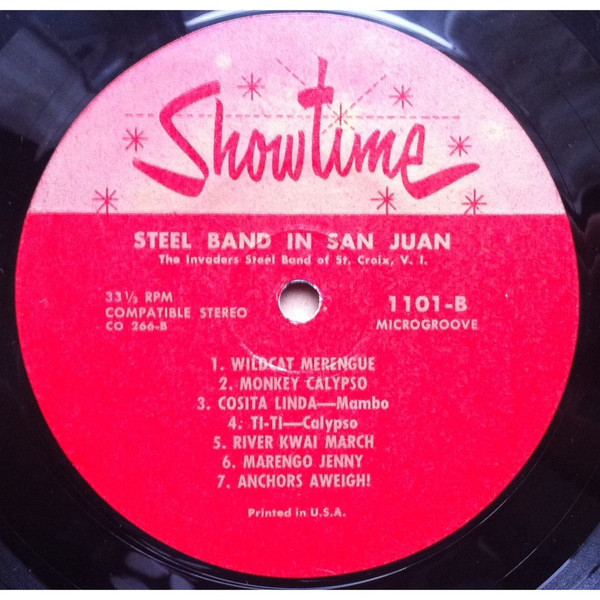 Showtime
STEEL BAND IN SAN JUAN
The Invaders Steel Band of St. Croix, V. I.
33⅓ RPM
COMPATIBLE STEREO
CO 266-B
1101-B
MICROGROOVE
1. WILDCAT MERENGUE
2. MONKEY CALYPSO
3. COSITA LINDA—Mambo
4. TI-TI—Calypso
5. RIVER KWAI MARCH
6. MARENGO JENNY
7. ANCHORS AWEIGH!
Printed in U.S.A.